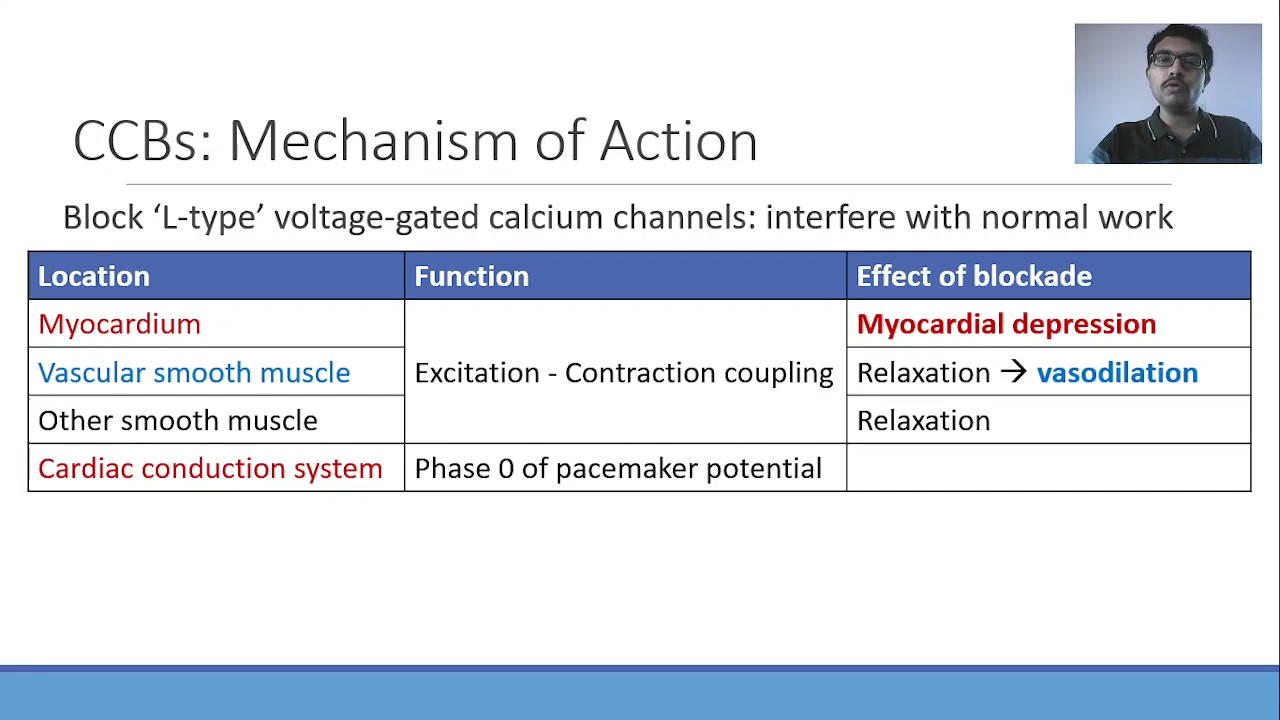 CCBs: Mechanism of Action
Block ‘L-type’ voltage-gated calcium channels: interfere with normal work
Location Function Effect of blockade
Myocardium Myocardial depression
Vascular smooth muscle Excitation - Contraction coupling Relaxation → vasodilation
Other smooth muscle Relaxation
Cardiac conduction system Phase 0 of pacemaker potential